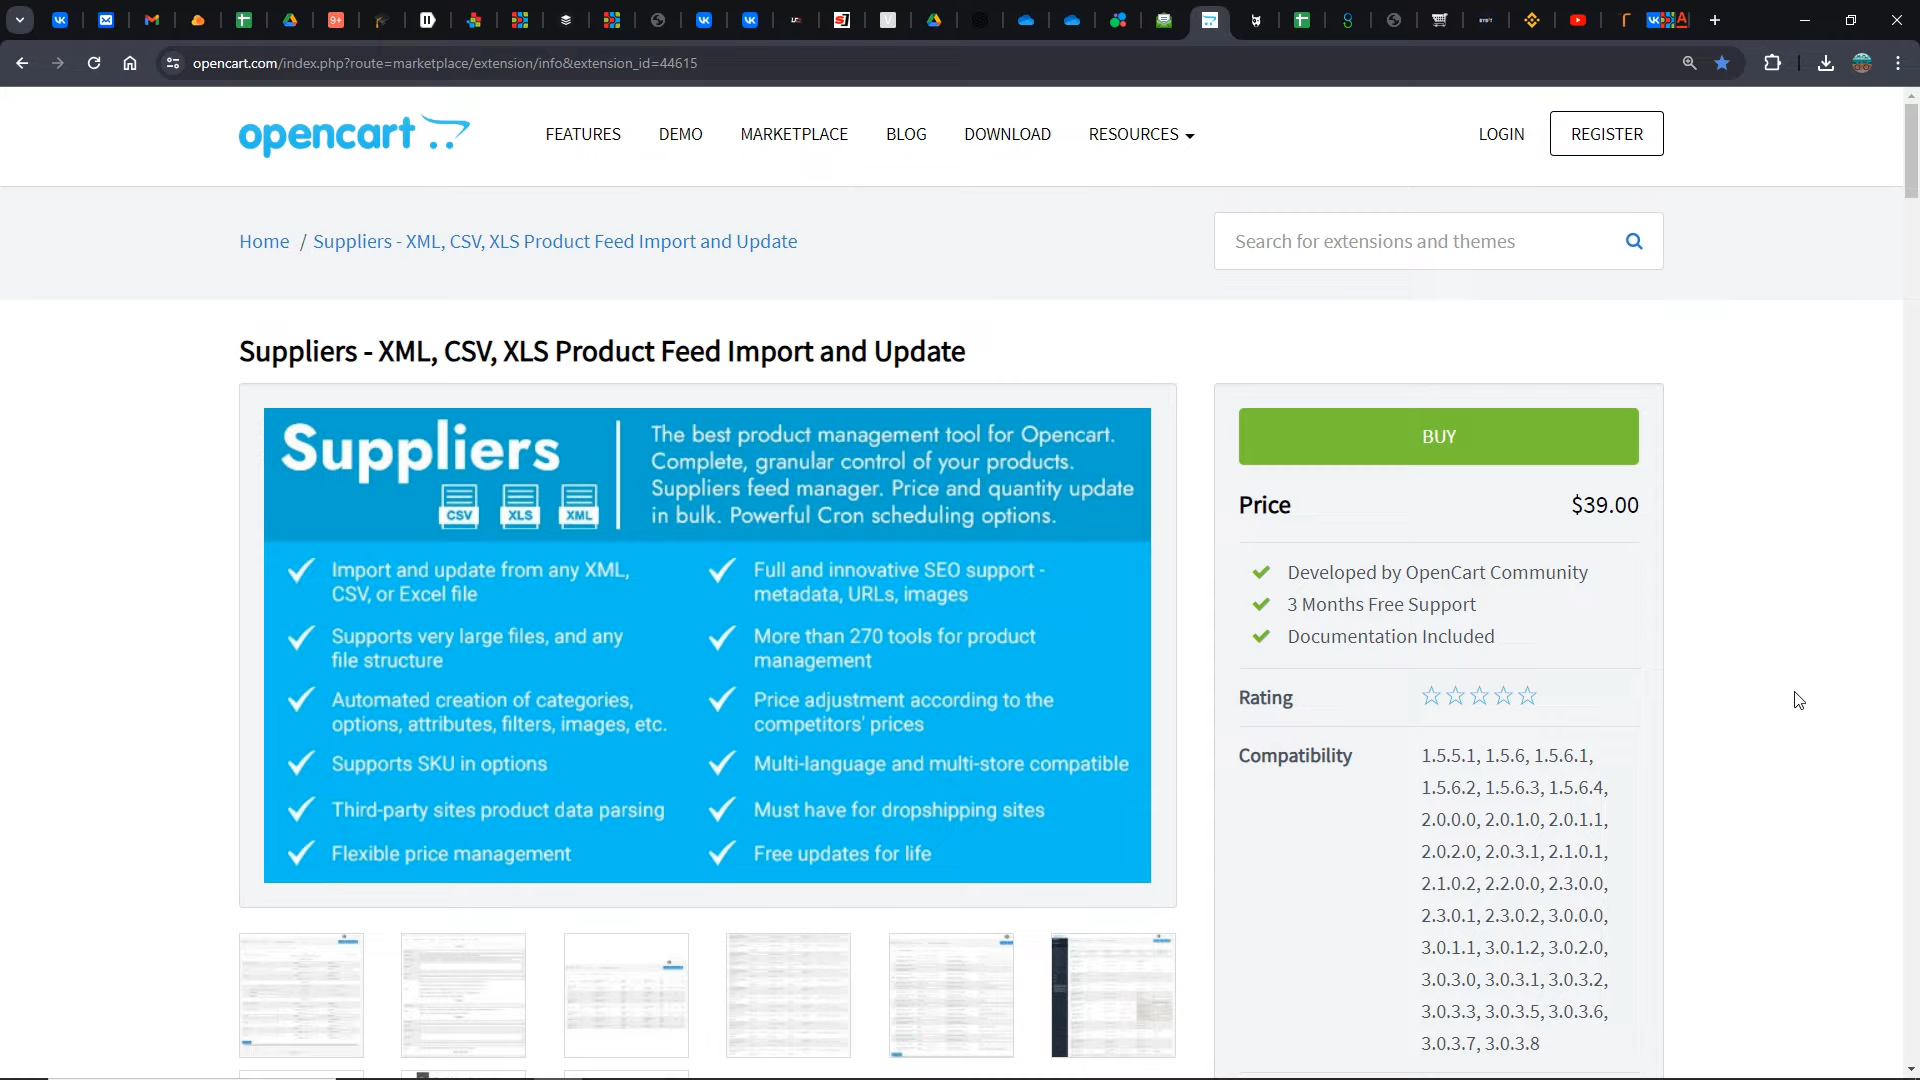 opencart.com/index.php?route=marketplace/extension/info&extension_id=44615
opencart
FEATURES
DEMO
MARKETPLACE
BLOG
DOWNLOAD
RESOURCES
LOGIN
REGISTER
Home / Suppliers - XML, CSV, XLS Product Feed Import and Update
Search for extensions and themes
Suppliers - XML, CSV, XLS Product Feed Import and Update
Suppliers
CSV XLS XML
The best product management tool for Opencart.
Complete, granular control of your products.
Suppliers feed manager. Price and quantity update
in bulk. Powerful Cron scheduling options.
Import and update from any XML,
CSV, or Excel file
Supports very large files, and any
file structure
Automated creation of categories,
options, attributes, filters, images, etc.
Supports SKU in options
Third-party sites product data parsing
Flexible price management
Full and innovative SEO support -
metadata, URLs, images
More than 270 tools for product
management
Price adjustment according to the
competitors' prices
Multi-language and multi-store compatible
Must have for dropshipping sites
Free updates for life
BUY
Price $39.00
Developed by OpenCart Community
3 Months Free Support
Documentation Included
Rating
Compatibility
1.5.5.1, 1.5.6, 1.5.6.1,
1.5.6.2, 1.5.6.3, 1.5.6.4,
2.0.0.0, 2.0.1.0, 2.0.1.1,
2.0.2.0, 2.0.3.1, 2.1.0.1,
2.1.0.2, 2.2.0.0, 2.3.0.0,
2.3.0.1, 2.3.0.2, 3.0.0.0,
3.0.1.1, 3.0.1.2, 3.0.2.0,
3.0.3.0, 3.0.3.1, 3.0.3.2,
3.0.3.3, 3.0.3.5, 3.0.3.6,
3.0.3.7, 3.0.3.8